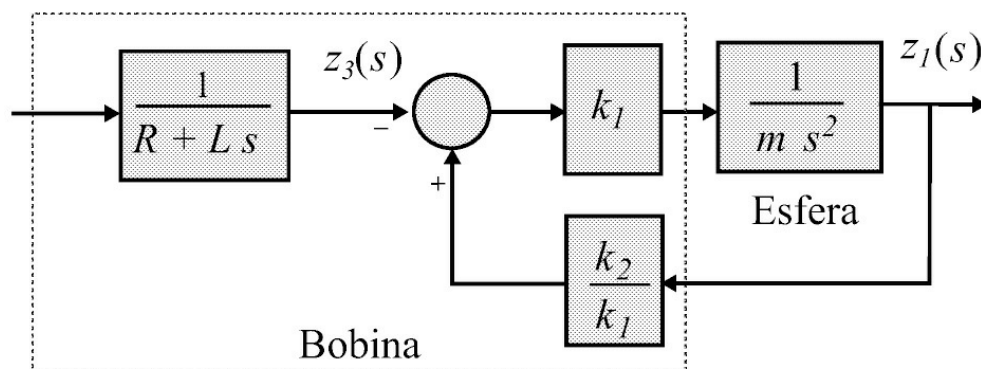 1
R + L s
z3(s)
−
+
k1
1
m s²
z1(s)
Esfera
k2
k1
Bobina